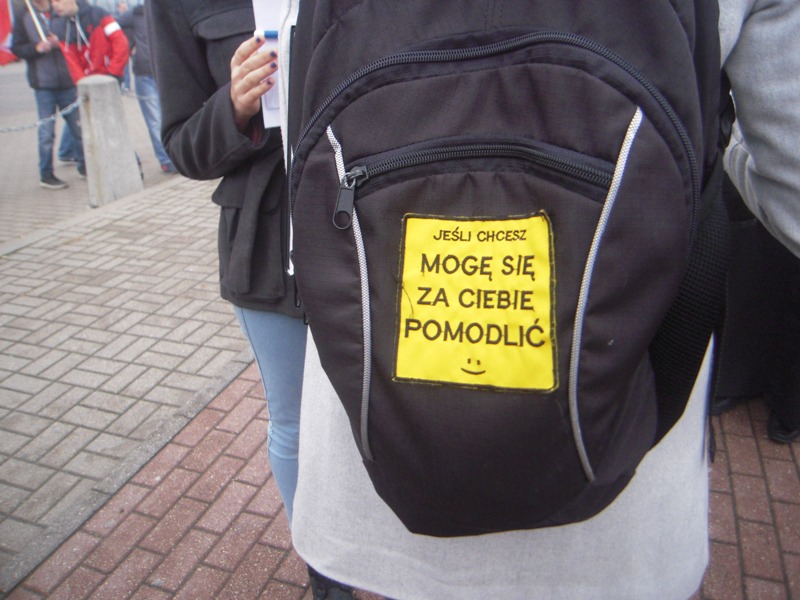 JEŚLI CHCESZ
MOGĘ SIĘ
ZA CIEBIE
POMODLIĆ